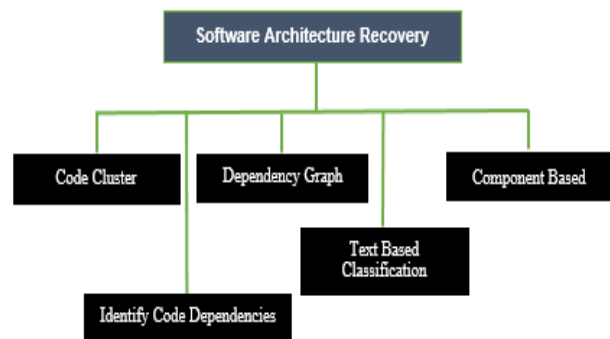 Software Architecture Recovery
Code Cluster
Dependency Graph
Component Based
Text Based
Classification
Identify Code Dependencies